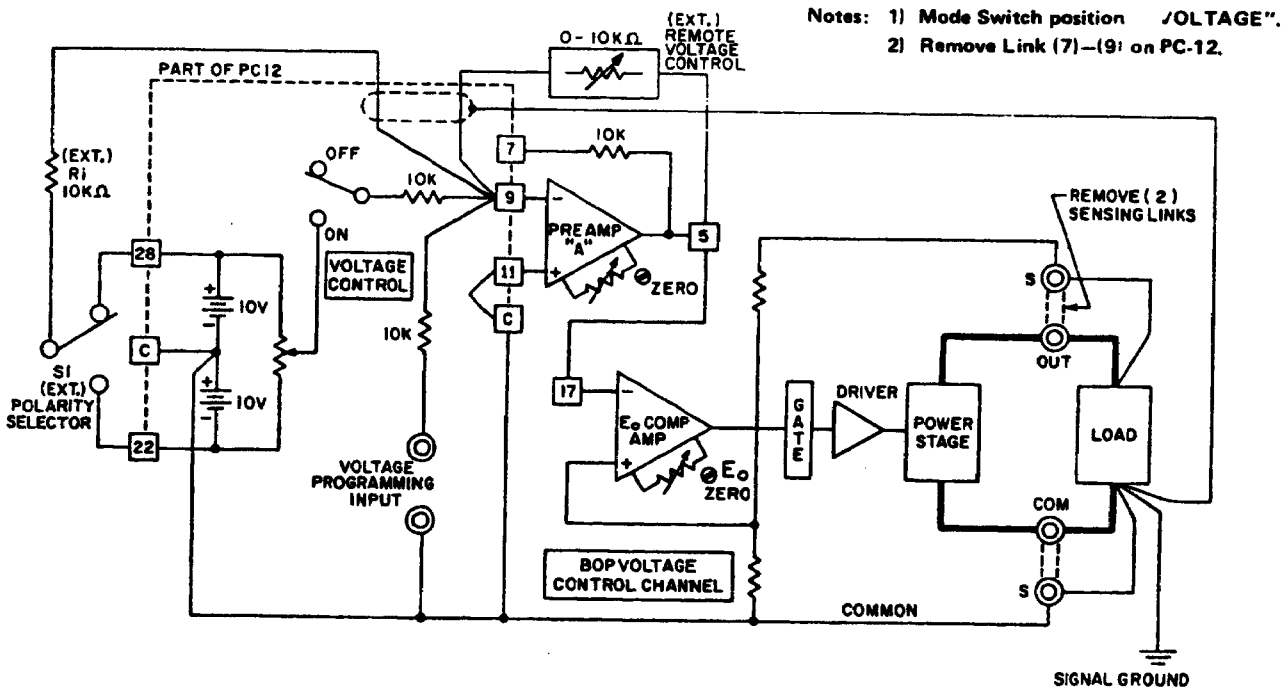 Notes: 1) Mode Switch position /OLTAGE".
2) Remove Link (7)—(9) on PC-12.
(EXT.)
REMOTE
VOLTAGE
CONTROL
0-10KΩ
PART OF PC12
(EXT.)
Ri
10KΩ
OFF
10K
ON
VOLTAGE
CONTROL
7
10K
9
-
PREAMP
"A"
+
11
C
ZERO
5
28
+
-
10V
C
+
-
10V
22
S1
(EXT.)
POLARITY
SELECTOR
10K
VOLTAGE
PROGRAMMING
INPUT
17
-
Eo COMP
AMP
+
Eo
ZERO
GATE
DRIVER
POWER
STAGE
LOAD
REMOVE (2)
SENSING LINKS
S
OUT
COM
S
BOP VOLTAGE
CONTROL CHANNEL
COMMON
SIGNAL GROUND